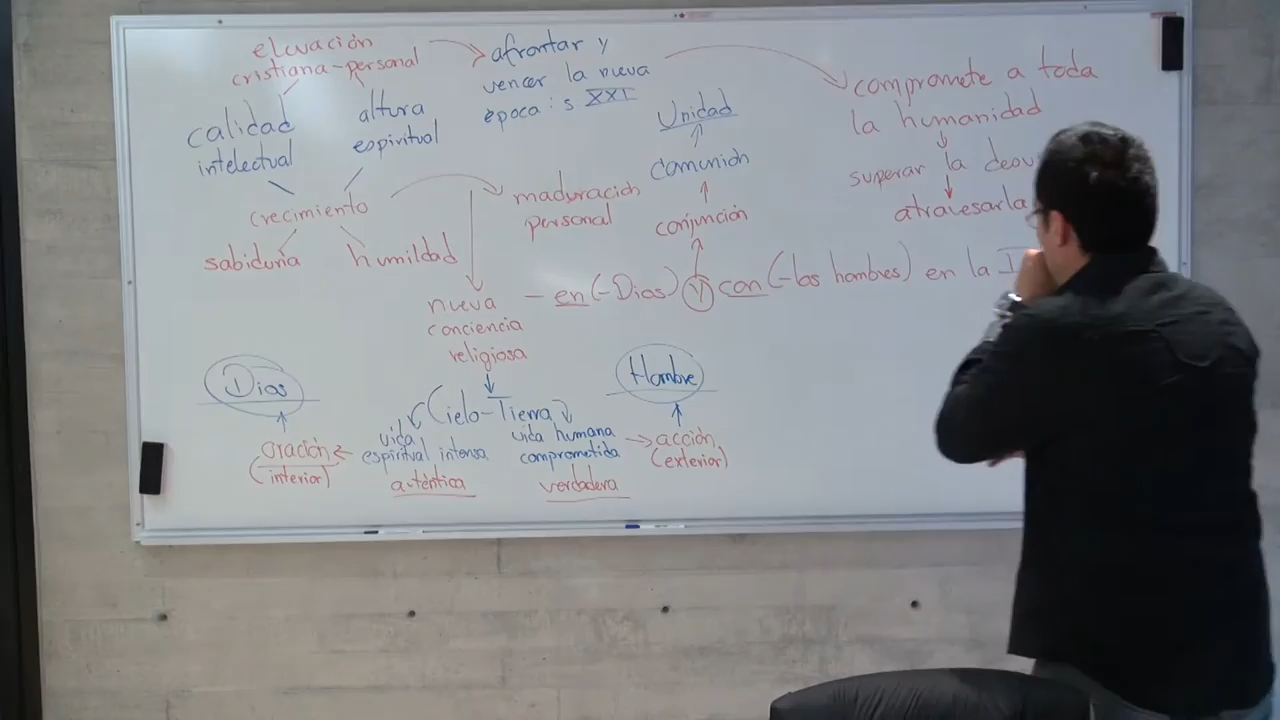 elevación
cristiana-personal
calidad
intelectual
altura
espiritual
crecimiento
sabiduría
humildad
afrontar y
vencer la nueva
época: s XXI
maduración
personal
Unidad
comunión
conjunción
compromete a toda
la humanidad
superar la
atravesarla
nueva
conciencia
religiosa
- en (-Dios) y con (-los hombres) en la
Cielo-Tierra
Dios
oración
(interior)
vida
espiritual intensa
auténtica
vida humana
comprometida
verdadera
Hombre
acción
(exterior)